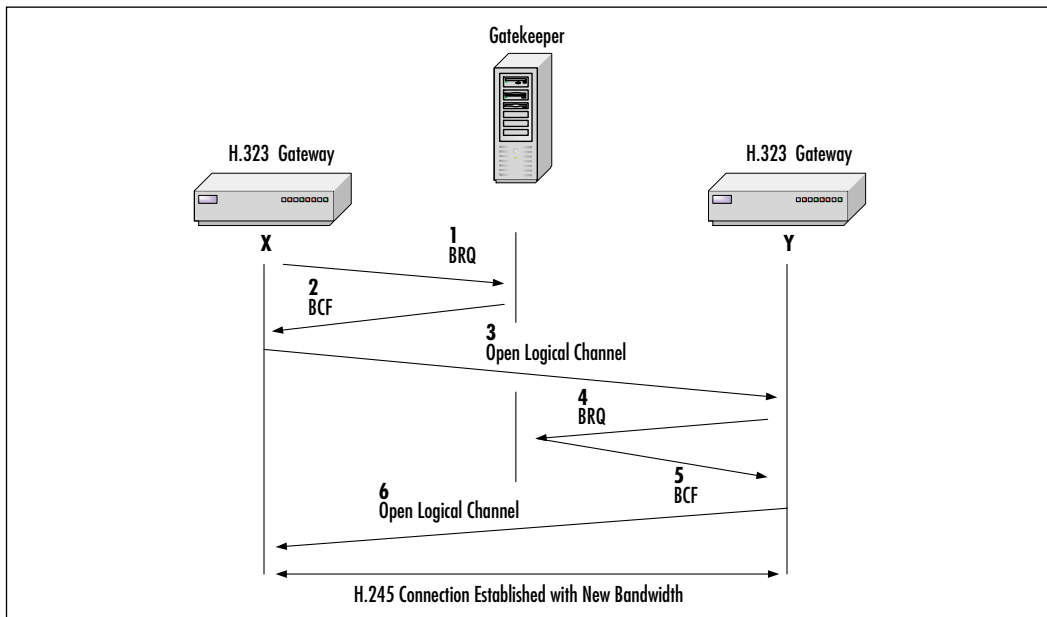 Gatekeeper
H.323 Gateway
H.323 Gateway
X
Y
1
BRQ
2
BCF
3
Open Logical Channel
4
BRQ
5
BCF
6
Open Logical Channel
H.245 Connection Established with New Bandwidth